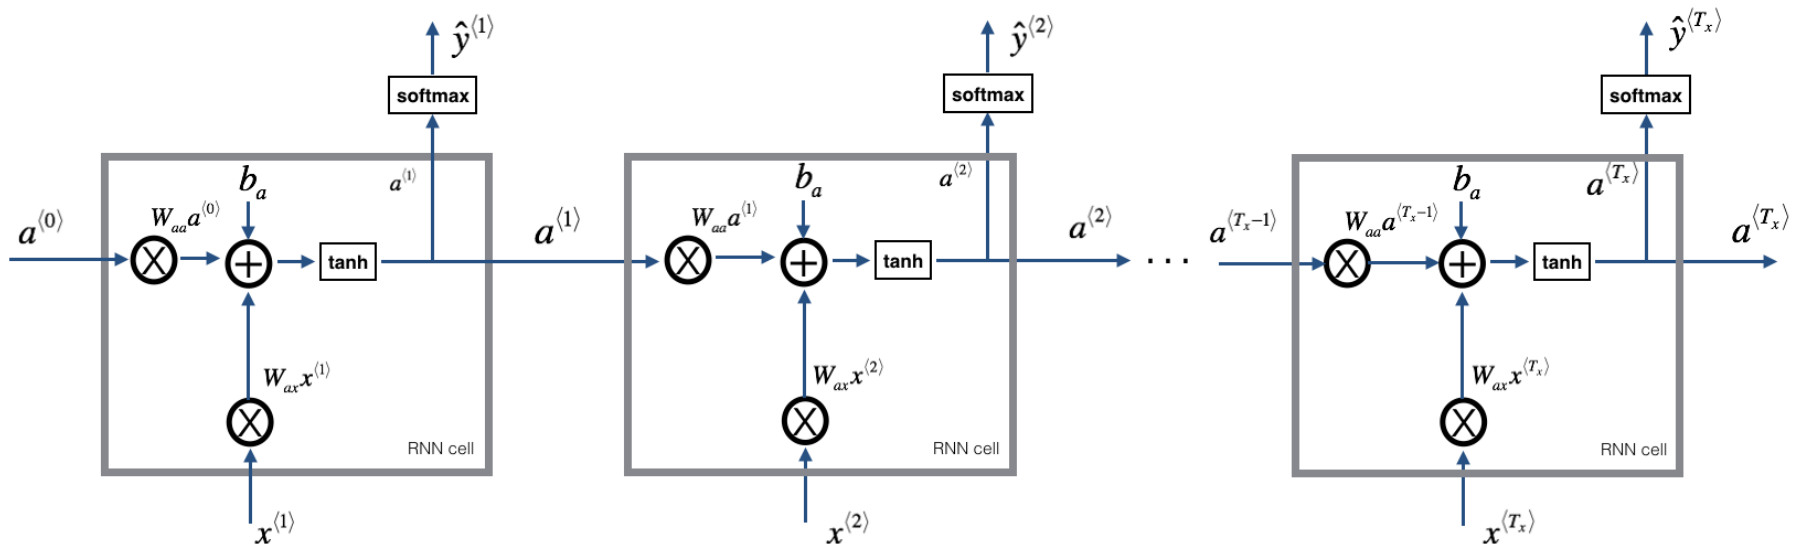 ŷ⟨1⟩ ŷ⟨2⟩ ŷ⟨Tₓ⟩
softmax softmax softmax
a⟨0⟩ W_aa a⟨0⟩ b_a a⟨1⟩ a⟨1⟩ W_aa a⟨1⟩ b_a a⟨2⟩ a⟨2⟩ ... a⟨Tₓ−1⟩ W_aa a⟨Tₓ−1⟩ b_a a⟨Tₓ⟩ a⟨Tₓ⟩
X + tanh X + tanh X + tanh
W_ax x⟨1⟩ W_ax x⟨2⟩ W_ax x⟨Tₓ⟩
X X X
RNN cell RNN cell RNN cell
x⟨1⟩ x⟨2⟩ x⟨Tₓ⟩